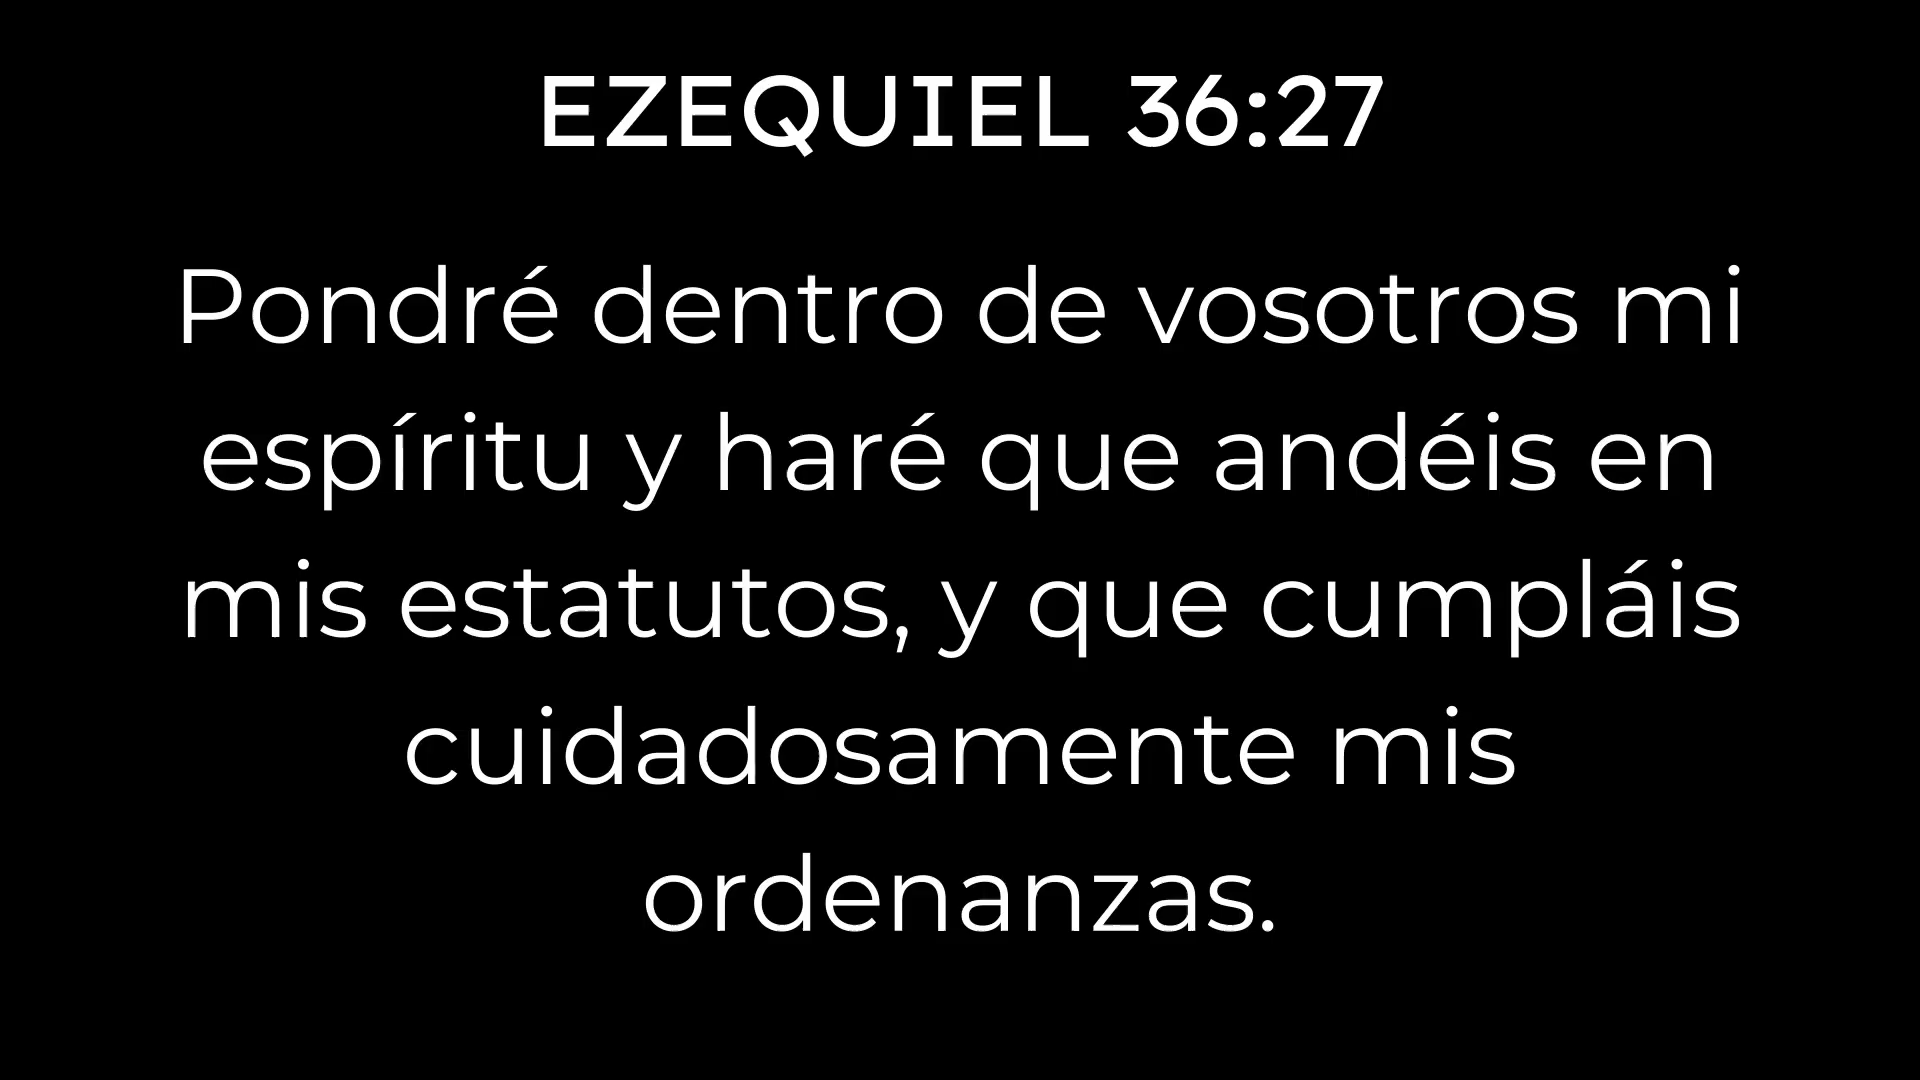 EZEQUIEL 36:27
Pondré dentro de vosotros mi
espíritu y haré que andéis en
mis estatutos, y que cumpláis
cuidadosamente mis
ordenanzas.